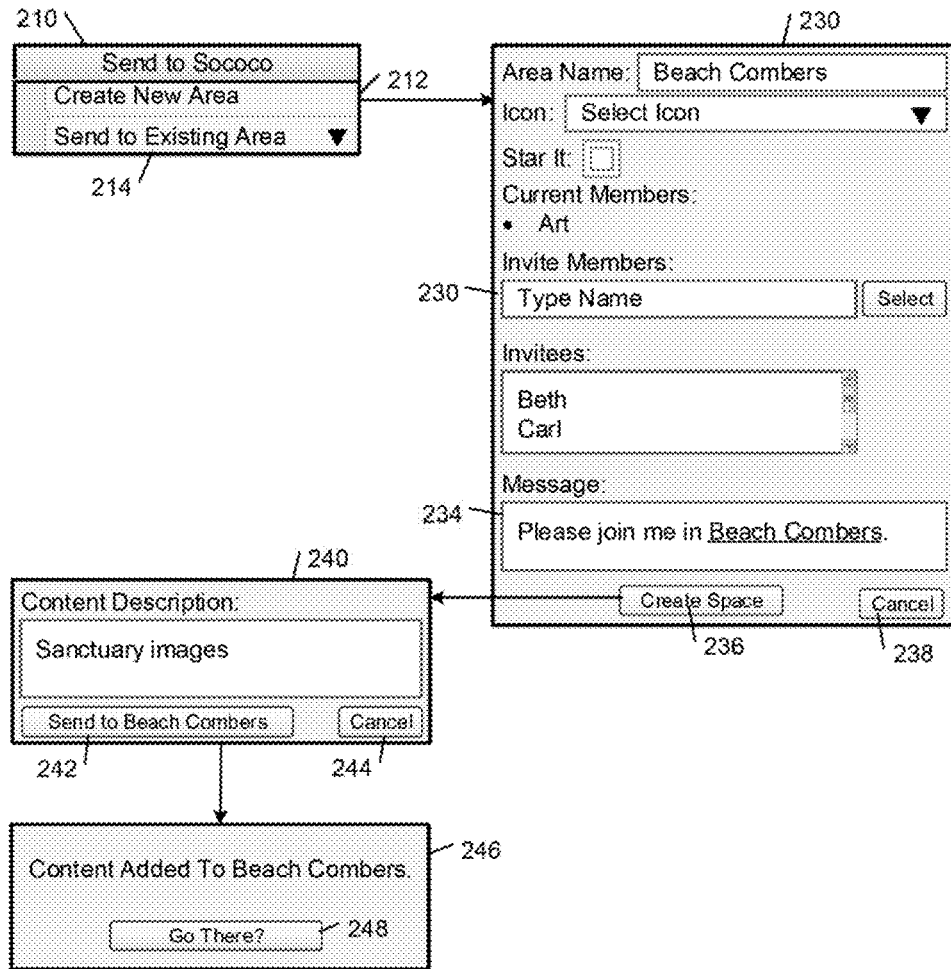 210
Send to Sococo
Create New Area
212
Send to Existing Area
214
230
Area Name: Beach Combers
Icon: Select Icon
Star It:
Current Members:
• Art
Invite Members:
230
Type Name
Select
Invitees:
Beth
Carl
Message:
234
Please join me in Beach Combers.
Create Space
Cancel
236
238
240
Content Description:
Sanctuary images
Send to Beach Combers
Cancel
242
244
246
Content Added To Beach Combers.
248
Go There?